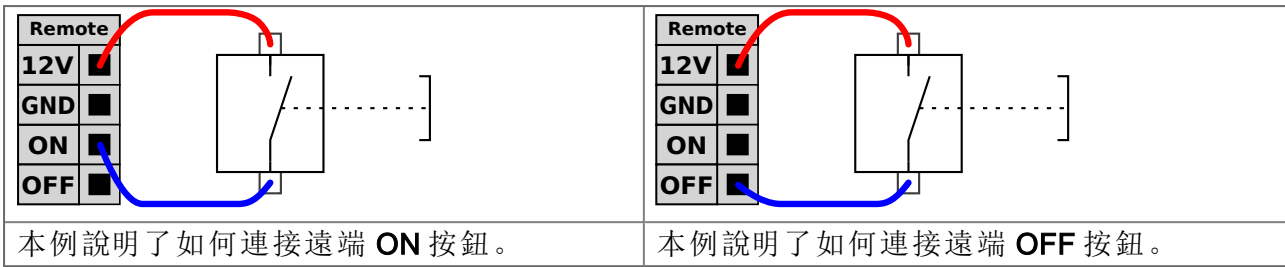 Remote
12V
GND
ON
OFF
本例說明了如何連接遠端 ON 按鈕。
Remote
12V
GND
ON
OFF
本例說明了如何連接遠端 OFF 按鈕。